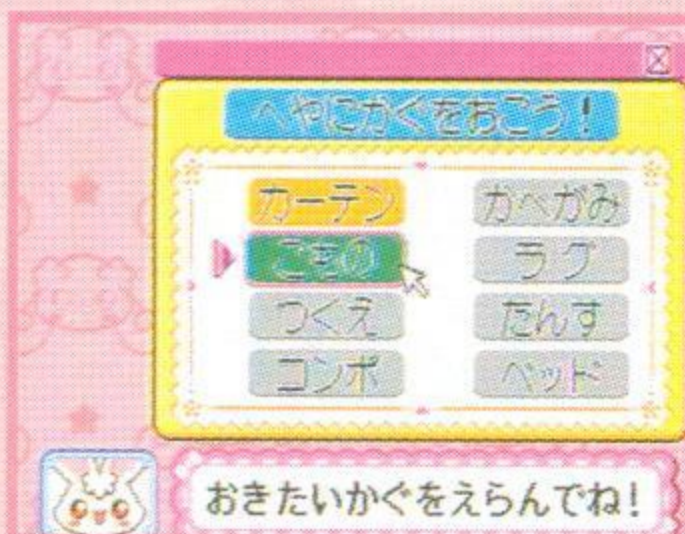 へやにかぐをおこう!
カーテン
かべがみ
こもの
ラグ
つくえ
たんす
コンポ
ベッド
おきたいかぐをえらんでね!